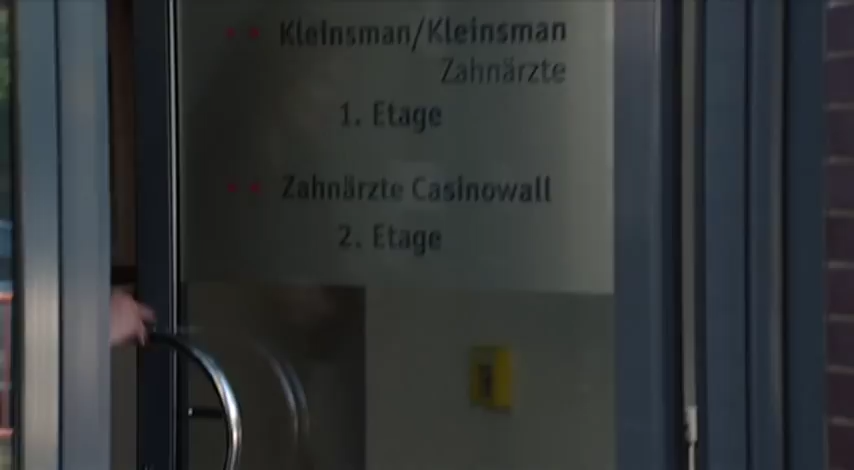 Kleinsman/Kleinsman
Zahnärzte
1. Etage
Zahnärzte Casinowall
2. Etage